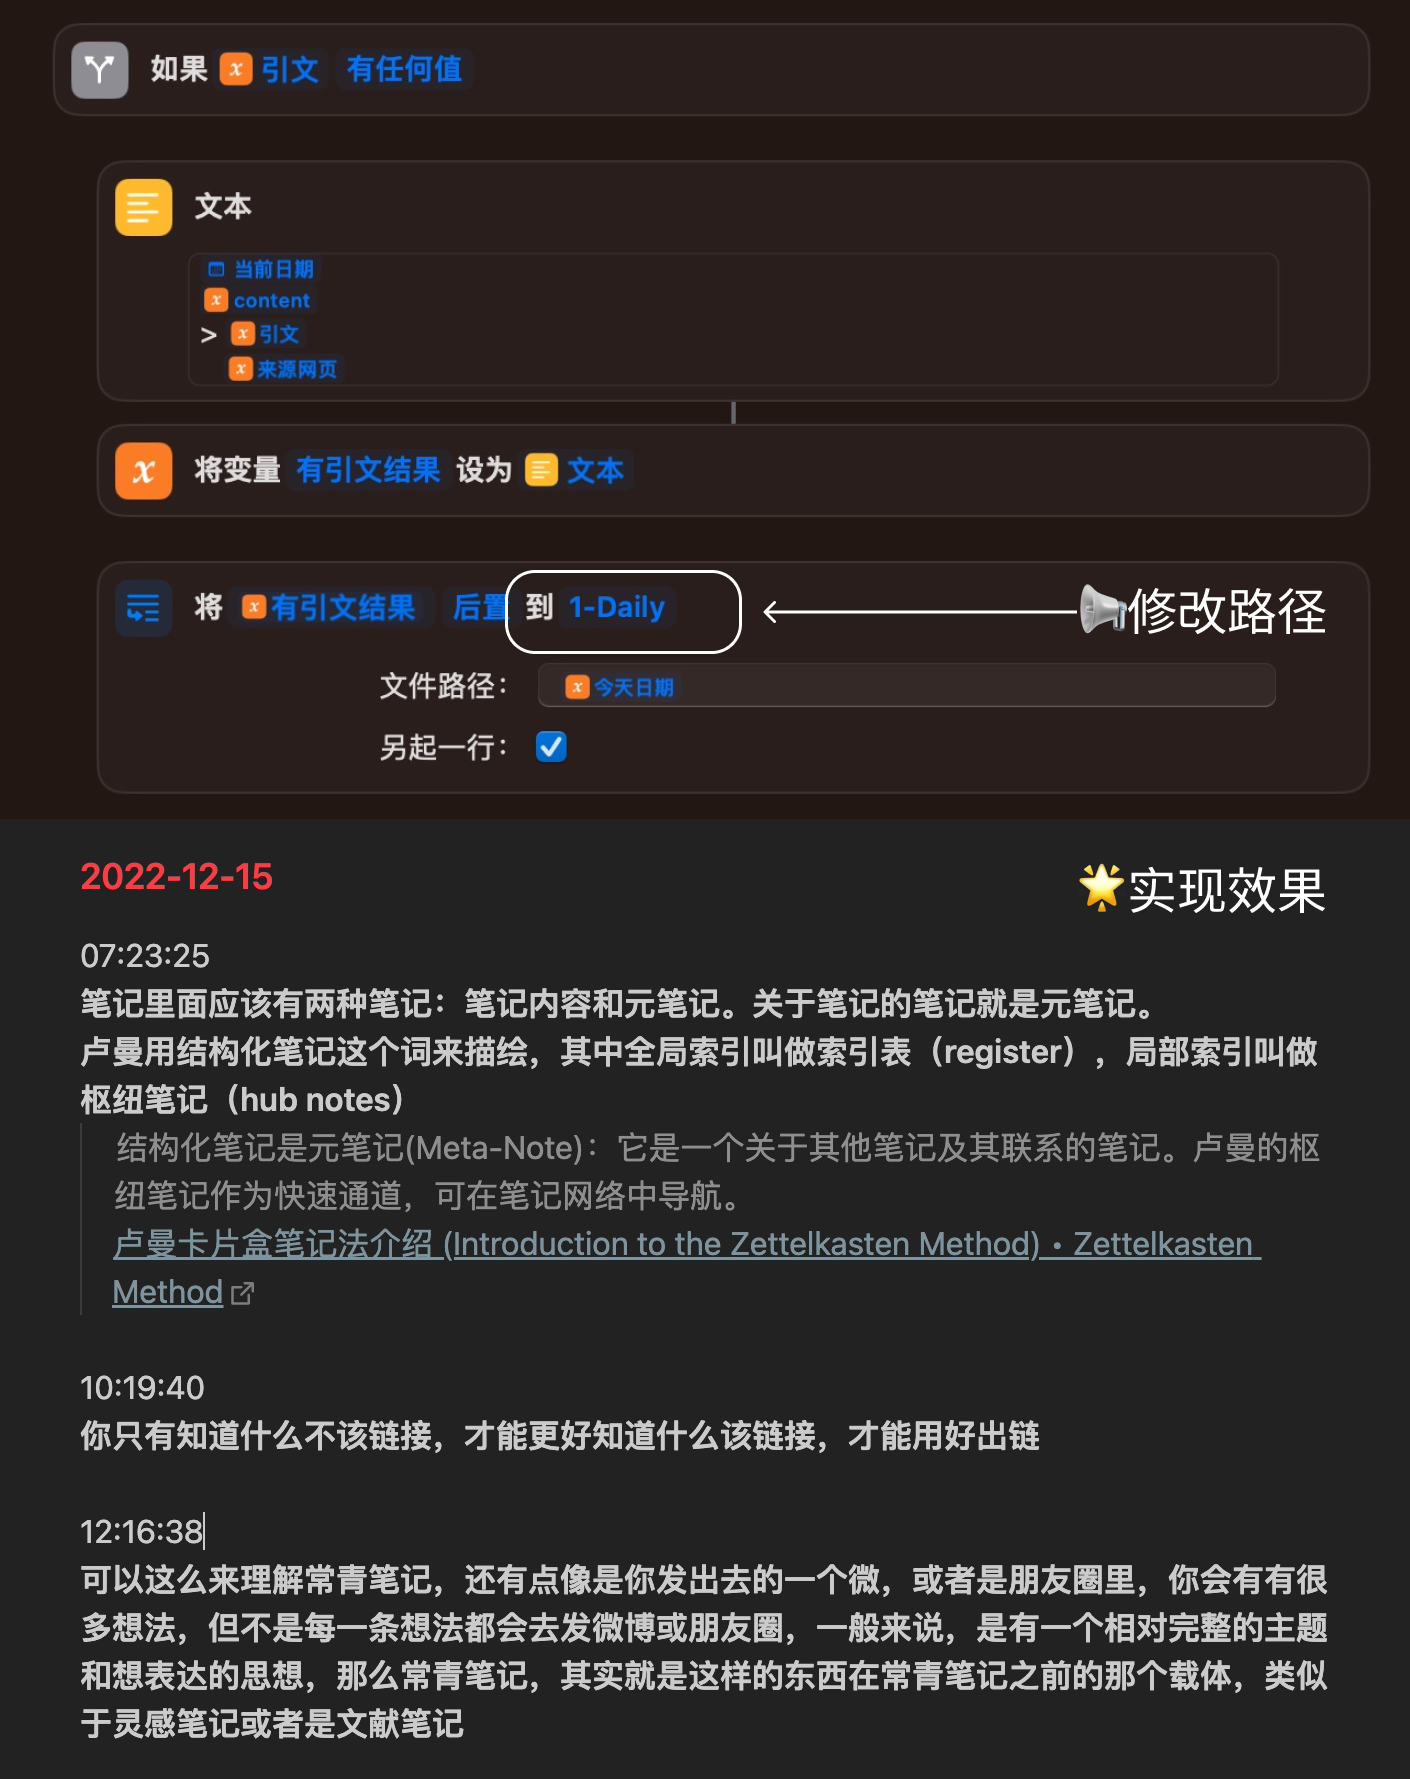 如果 x 引文 有任何值
文本
当前日期
x content
> x 引文
x 来源网页
x 将变量 有引文结果 设为 文本
将 x 有引文结果 后置 到 1-Daily
修改路径
文件路径： x 今天日期
另起一行：
2022-12-15
实现效果
07:23:25
笔记里面应该有两种笔记：笔记内容和元笔记。关于笔记的笔记就是元笔记。
卢曼用结构化笔记这个词来描绘，其中全局索引叫做索引表（register），局部索引叫做
枢纽笔记（hub notes）
结构化笔记是元笔记(Meta-Note)：它是一个关于其他笔记及其联系的笔记。卢曼的枢
纽笔记作为快速通道，可在笔记网络中导航。
卢曼卡片盒笔记法介绍 (Introduction to the Zettelkasten Method) • Zettelkasten
Method
10:19:40
你只有知道什么不该链接，才能更好知道什么该链接，才能用好出链
12:16:38
可以这么来理解常青笔记，还有点像是你发出去的一个微，或者是朋友圈里，你会有有很
多想法，但不是每一条想法都会去发微博或朋友圈，一般来说，是有一个相对完整的主题
和想表达的思想，那么常青笔记，其实就是这样的东西在常青笔记之前的那个载体，类似
于灵感笔记或者是文献笔记